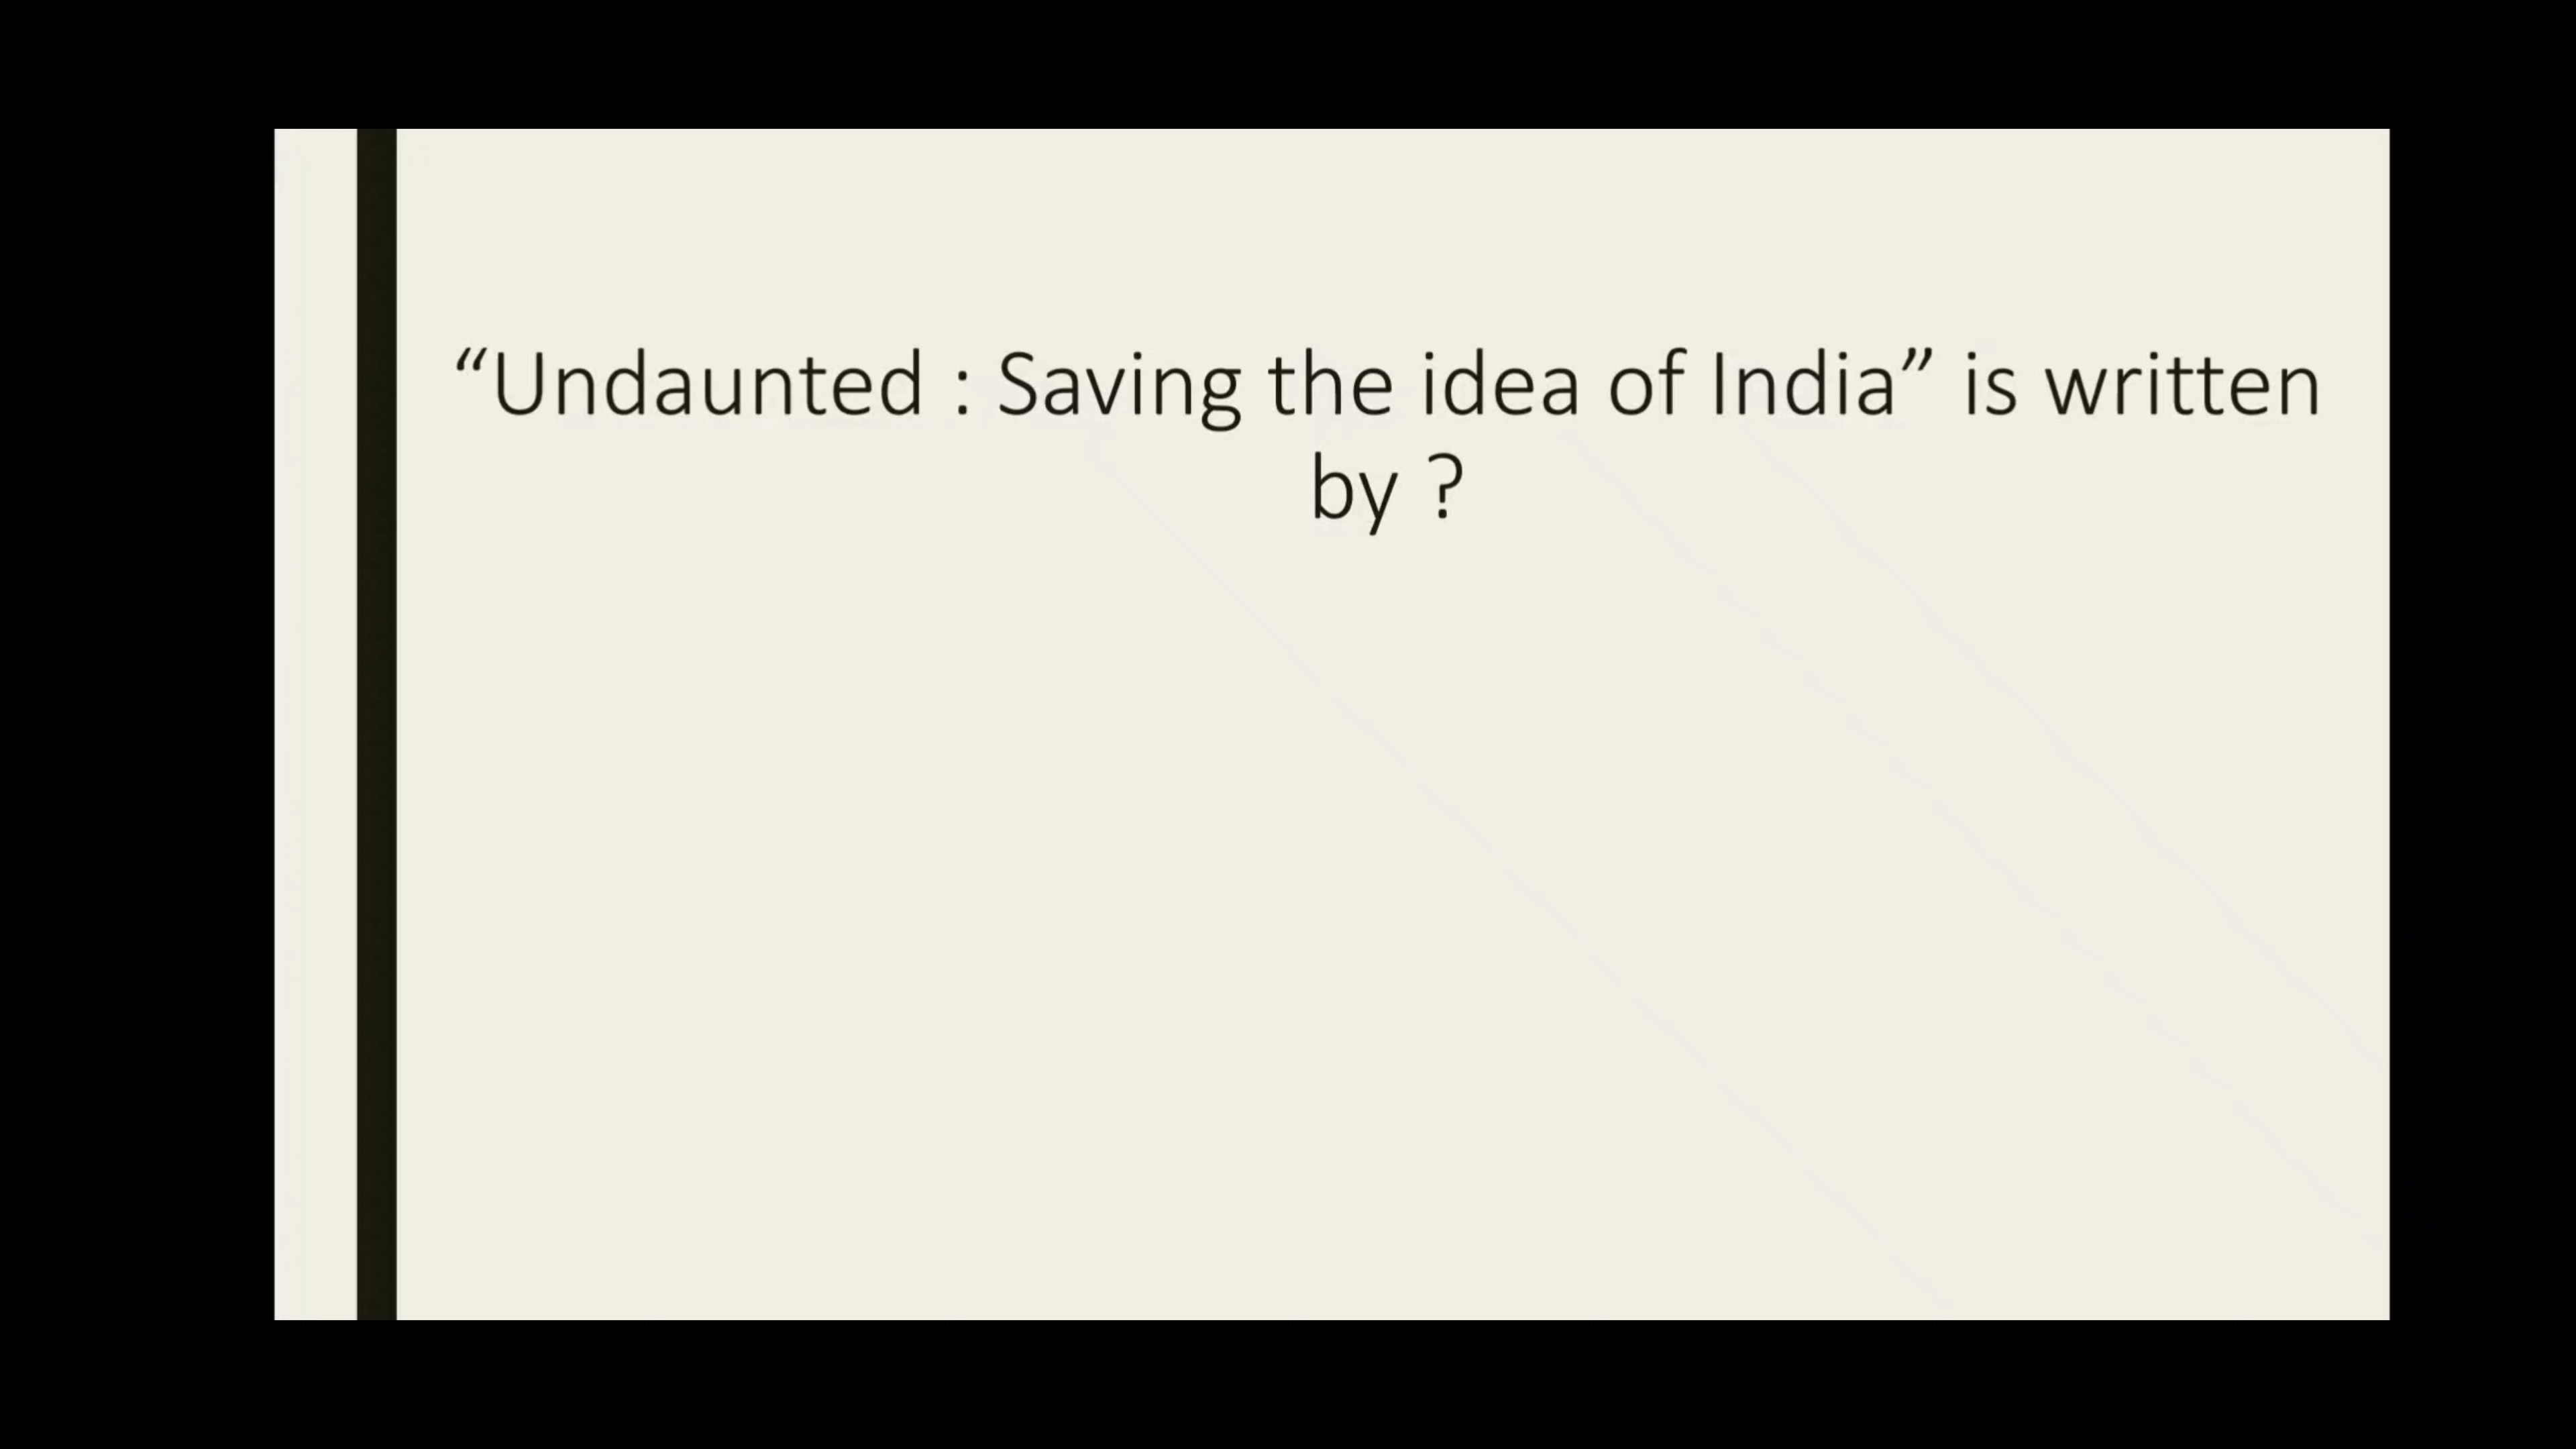 “Undaunted : Saving the idea of India” is written
by ?